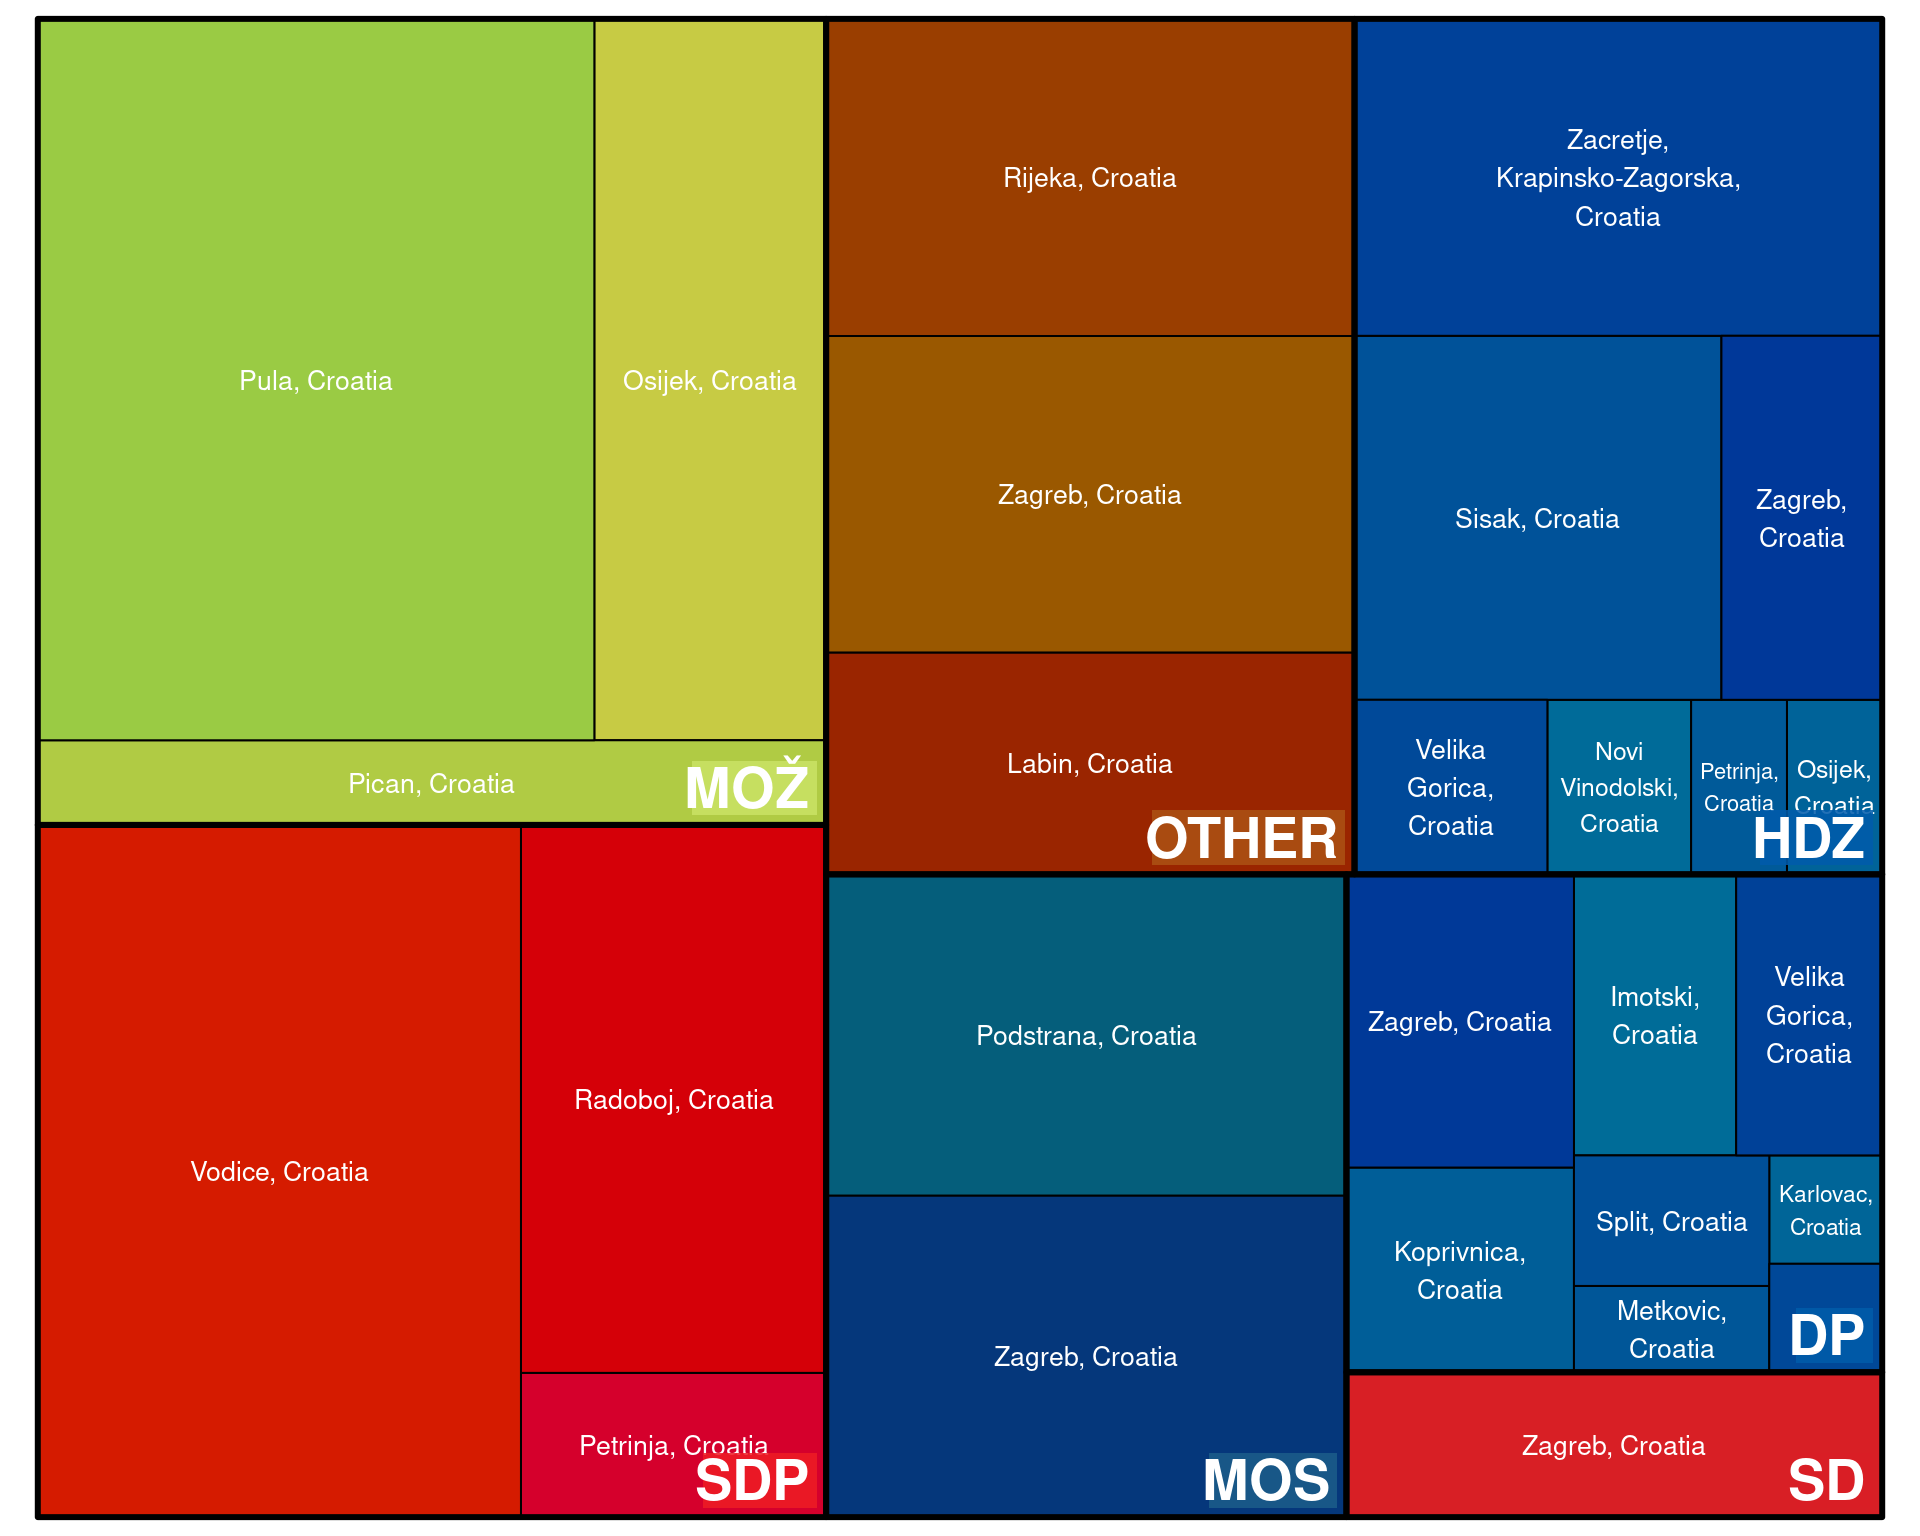 Pula, Croatia
Osijek, Croatia
Pican, Croatia
MOŽ
Rijeka, Croatia
Zagreb, Croatia
Labin, Croatia
OTHER
Zacretje,
Krapinsko-Zagorska,
Croatia
Sisak, Croatia
Zagreb,
Croatia
Velika
Gorica,
Croatia
Novi
Vinodolski,
Croatia
Petrinja,
Croatia
Osijek,
Croatia
HDZ
Vodice, Croatia
Radoboj, Croatia
Petrinja, Croatia
SDP
Podstrana, Croatia
Zagreb, Croatia
MOS
Zagreb, Croatia
Imotski,
Croatia
Velika
Gorica,
Croatia
Koprivnica,
Croatia
Split, Croatia
Karlovac,
Croatia
Metkovic,
Croatia
DP
Zagreb, Croatia
SD